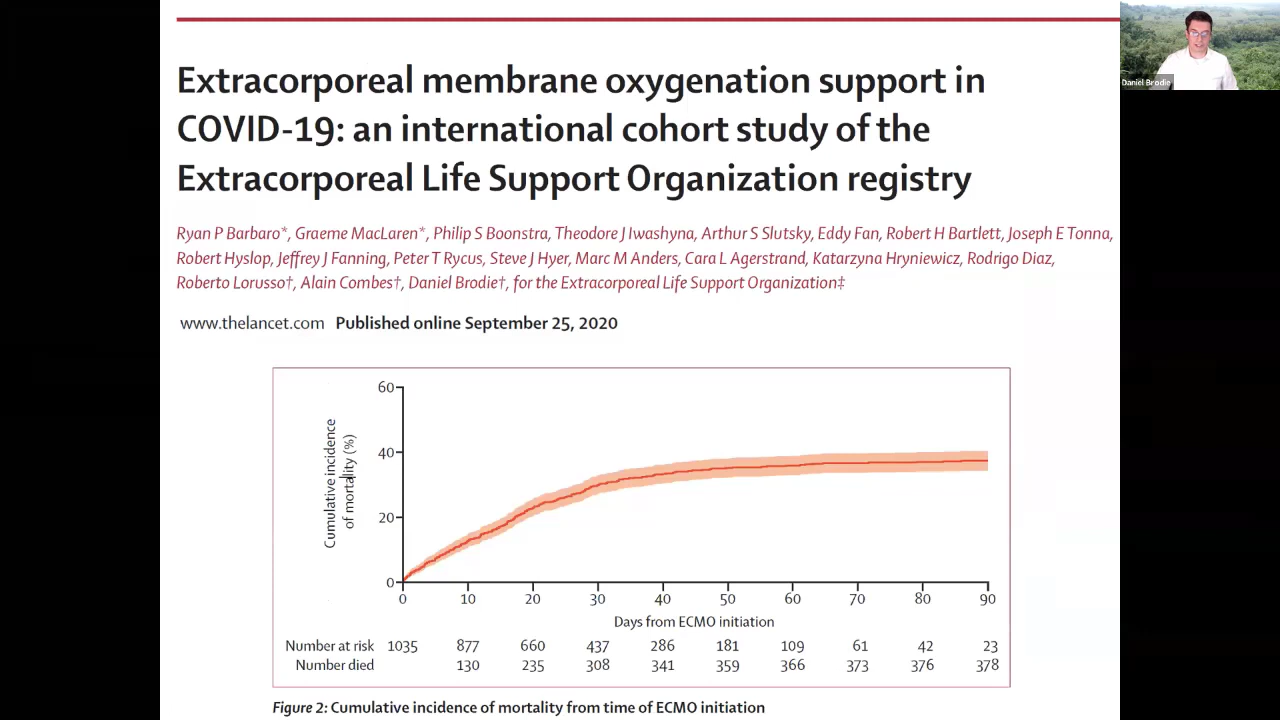 Extracorporeal membrane oxygenation support in
COVID-19: an international cohort study of the
Extracorporeal Life Support Organization registry
Ryan P Barbaro*, Graeme MacLaren*, Philip S Boonstra, Theodore J Iwashyna, Arthur S Slutsky, Eddy Fan, Robert H Bartlett, Joseph E Tonna,
Robert Hyslop, Jeffrey J Fanning, Peter T Rycus, Steve J Hyer, Marc M Anders, Cara L Agerstrand, Katarzyna Hryniewicz, Rodrigo Diaz,
Roberto Lorusso†, Alain Combes†, Daniel Brodie†, for the Extracorporeal Life Support Organization‡
www.thelancet.com Published online September 25, 2020
Daniel Brodie
60
40
20
0
Cumulative incidence
of mortality (%)
0 10 20 30 40 50 60 70 80 90
Days from ECMO initiation
Number at risk 1035 877 660 437 286 181 109 61 42 23
Number died 130 235 308 341 359 366 373 376 378
Figure 2: Cumulative incidence of mortality from time of ECMO initiation